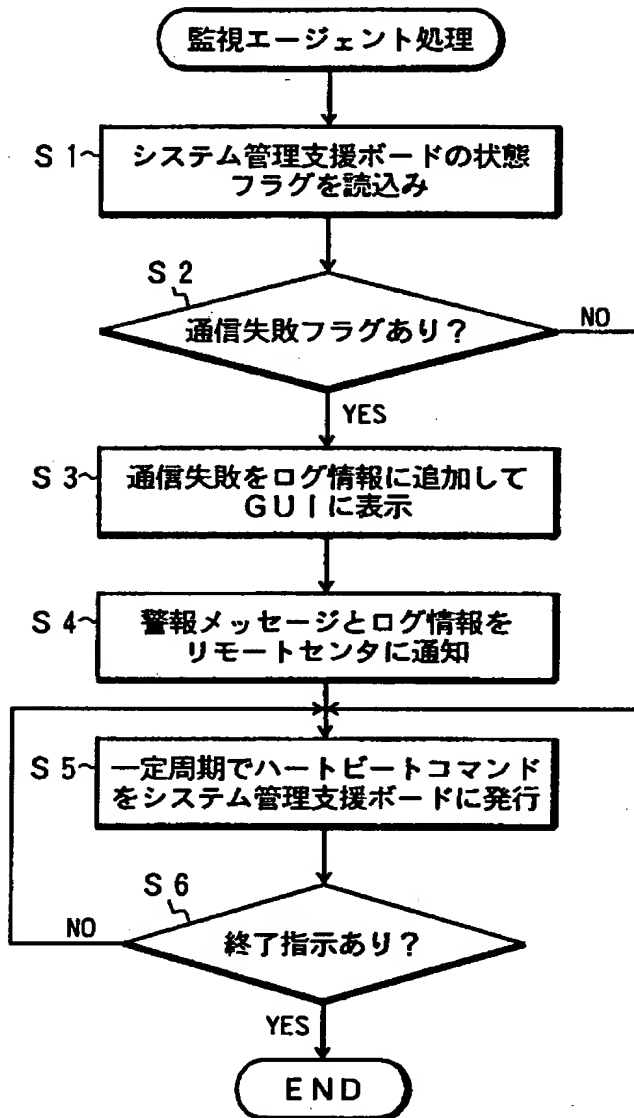 監視エージェント処理
S1
システム管理支援ボードの状態
フラグを読込み
S2
通信失敗フラグあり?
NO
YES
S3
通信失敗をログ情報に追加して
GUIに表示
S4
警報メッセージとログ情報を
リモートセンタに通知
S5
一定周期でハートビートコマンド
をシステム管理支援ボードに発行
S6
NO
終了指示あり?
YES
END